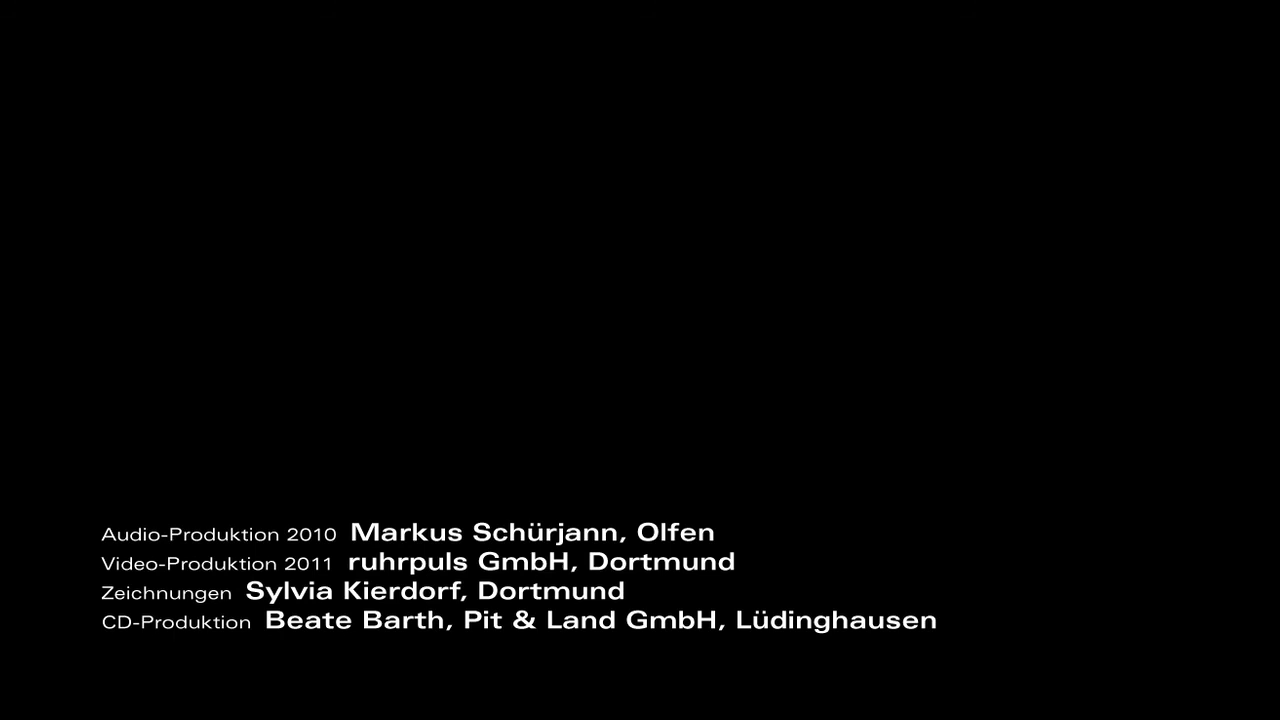 Audio-Produktion 2010 Markus Schürjann, Olfen
Video-Produktion 2011 ruhrpuls GmbH, Dortmund
Zeichnungen Sylvia Kierdorf, Dortmund
CD-Produktion Beate Barth, Pit & Land GmbH, Lüdinghausen